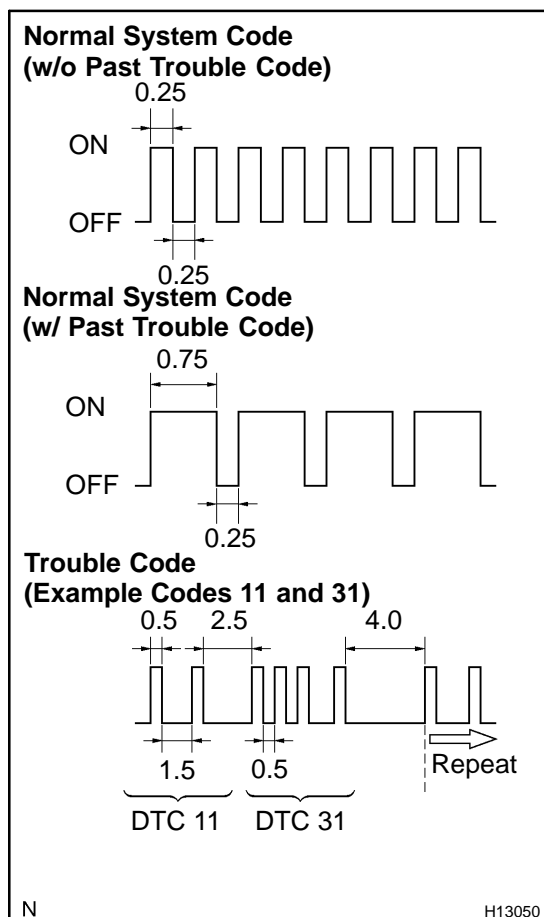 Normal System Code
(w/o Past Trouble Code)
0.25
ON
OFF
0.25
Normal System Code
(w/ Past Trouble Code)
0.75
ON
OFF
0.25
Trouble Code
(Example Codes 11 and 31)
0.5 2.5 4.0
1.5 0.5 Repeat
DTC 11 DTC 31
N H13050